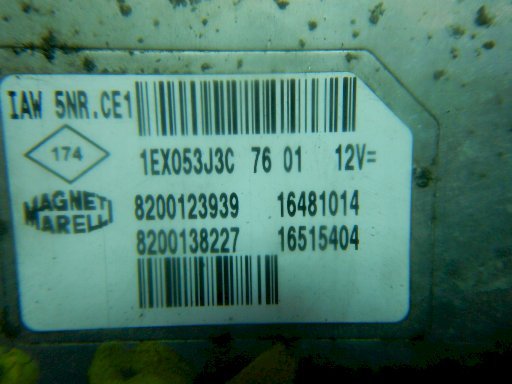 IAW 5NR.CE1
174
1EX053J3C 76 01 12V=
MAGNETI
MARELLI
8200123939 16481014
8200138227 16515404